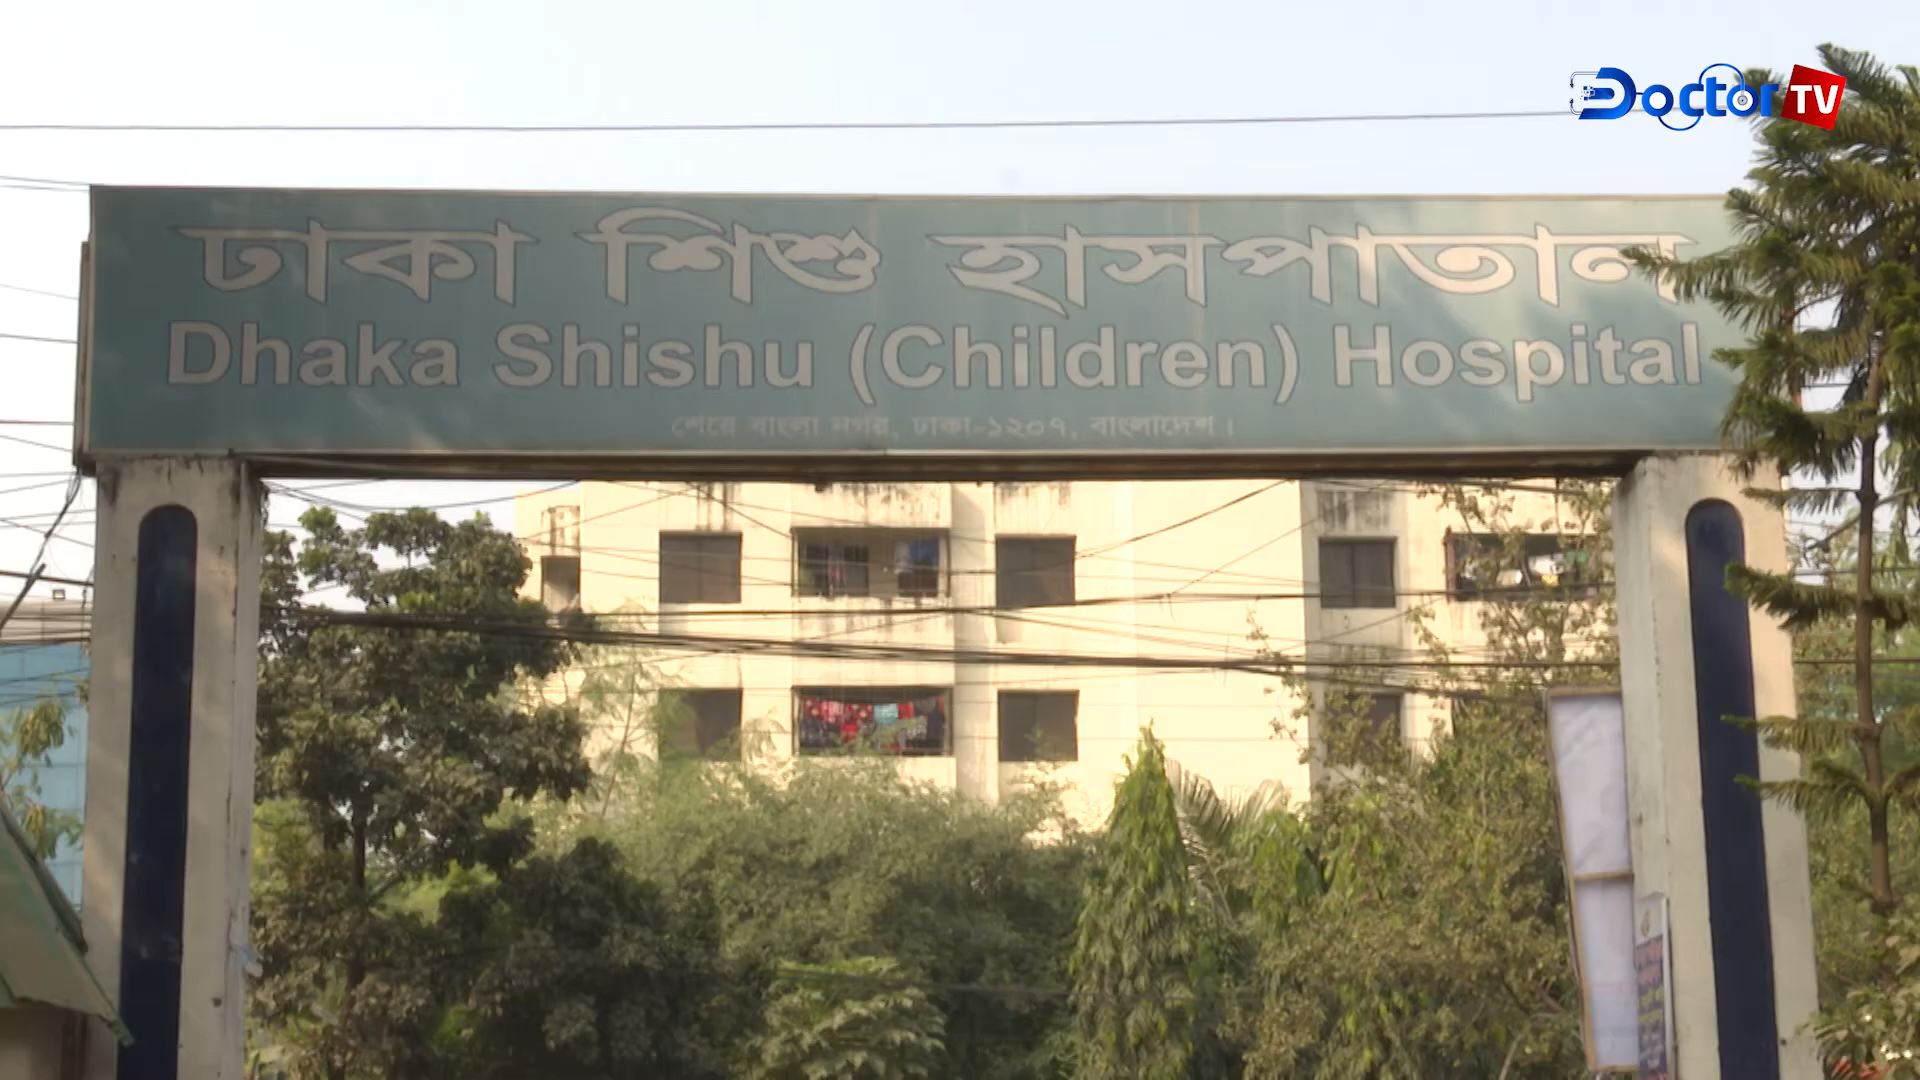 Doctor TV
ঢাকা শিশু হাসপাতাল
Dhaka Shishu (Children) Hospital
শেরে বাংলা নগর, ঢাকা-১২০৭, বাংলাদেশ।